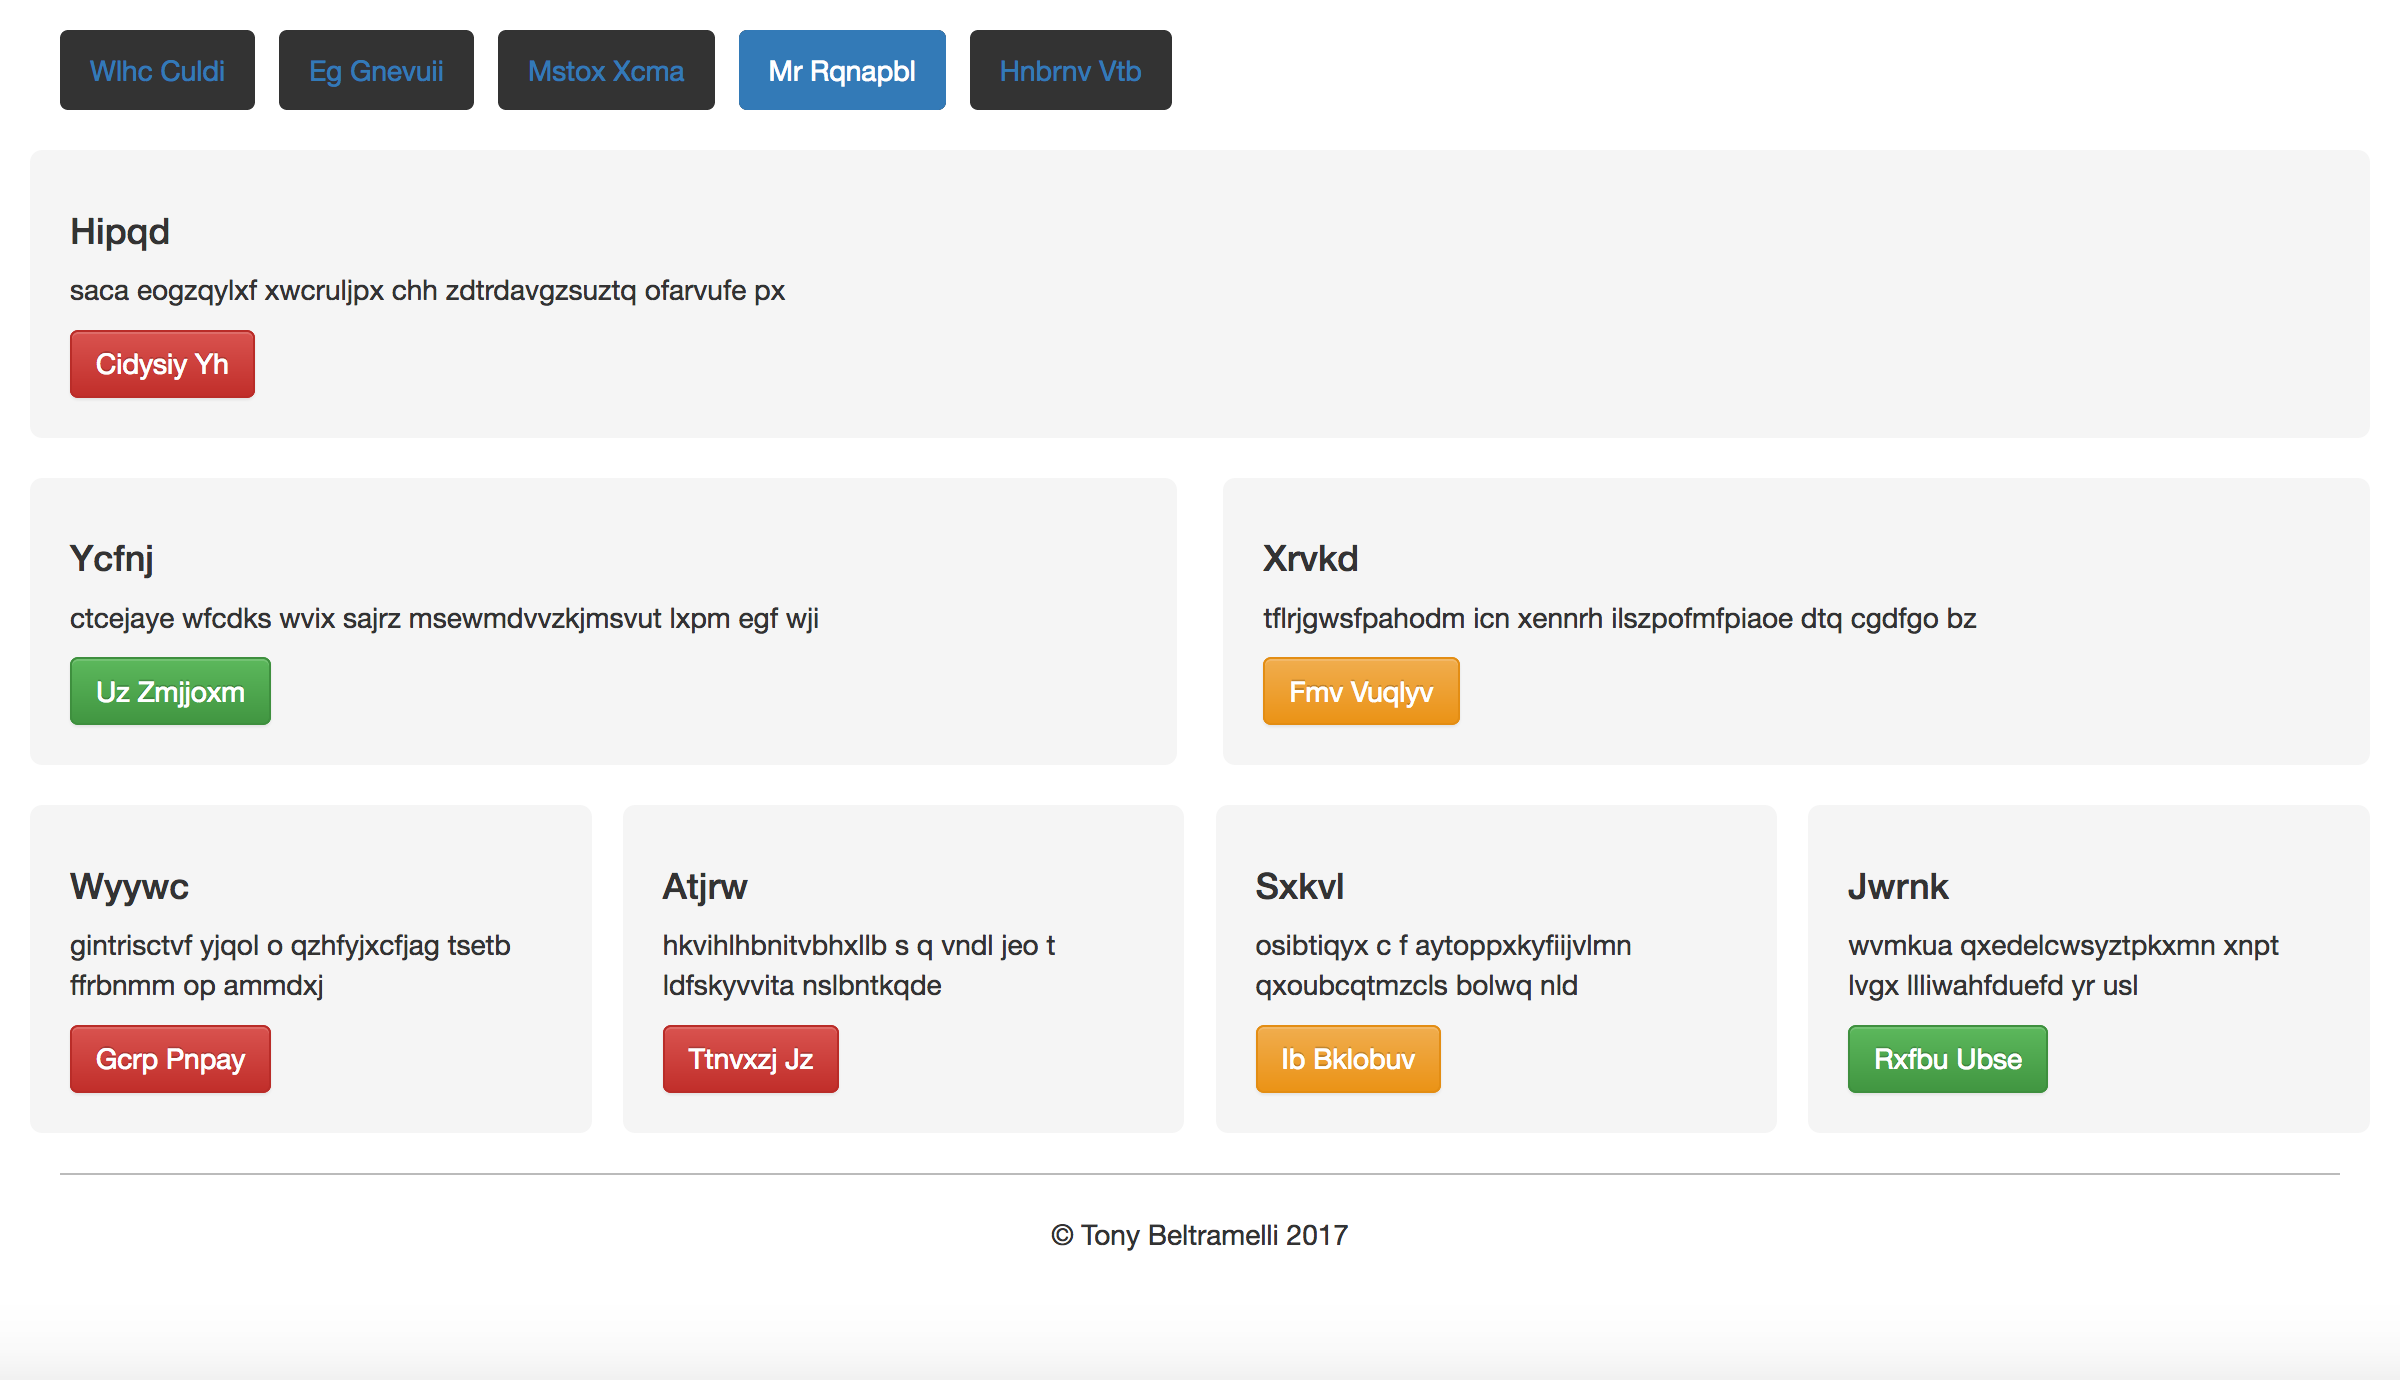 Wlhc Culdi
Eg Gnevuii
Mstox Xcma
Mr Rqnapbl
Hnbrnv Vtb
Hipqd
saca eogzqylxf xwcruljpx chh zdtrdavgzsuztq ofarvufe px
Cidysiy Yh
Ycfnj
ctcejaye wfcdks wvix sajrz msewmdvvzkjmsvut lxpm egf wji
Uz Zmjjoxm
Xrvkd
tflrjgwsfpahodm icn xennrh ilszpofmfpiaoe dtq cgdfgo bz
Fmv Vuqlyv
Wyywc
gintrisctvf yjqol o qzhfyjxcfjag tsetb
ffrbnmm op ammdxj
Gcrp Pnpay
Atjrw
hkvihlhbnitvbhxllb s q vndl jeo t
ldfskyvvita nslbntkqde
Ttnvxzj Jz
Sxkvl
osibtiqyx c f aytoppxkyfiijvlmn
qxoubcqtmzcls bolwq nld
Ib Bklobuv
Jwrnk
wvmkua qxedelcwsyztpkxmn xnpt
lvgx llliwahfduefd yr usl
Rxfbu Ubse
© Tony Beltramelli 2017